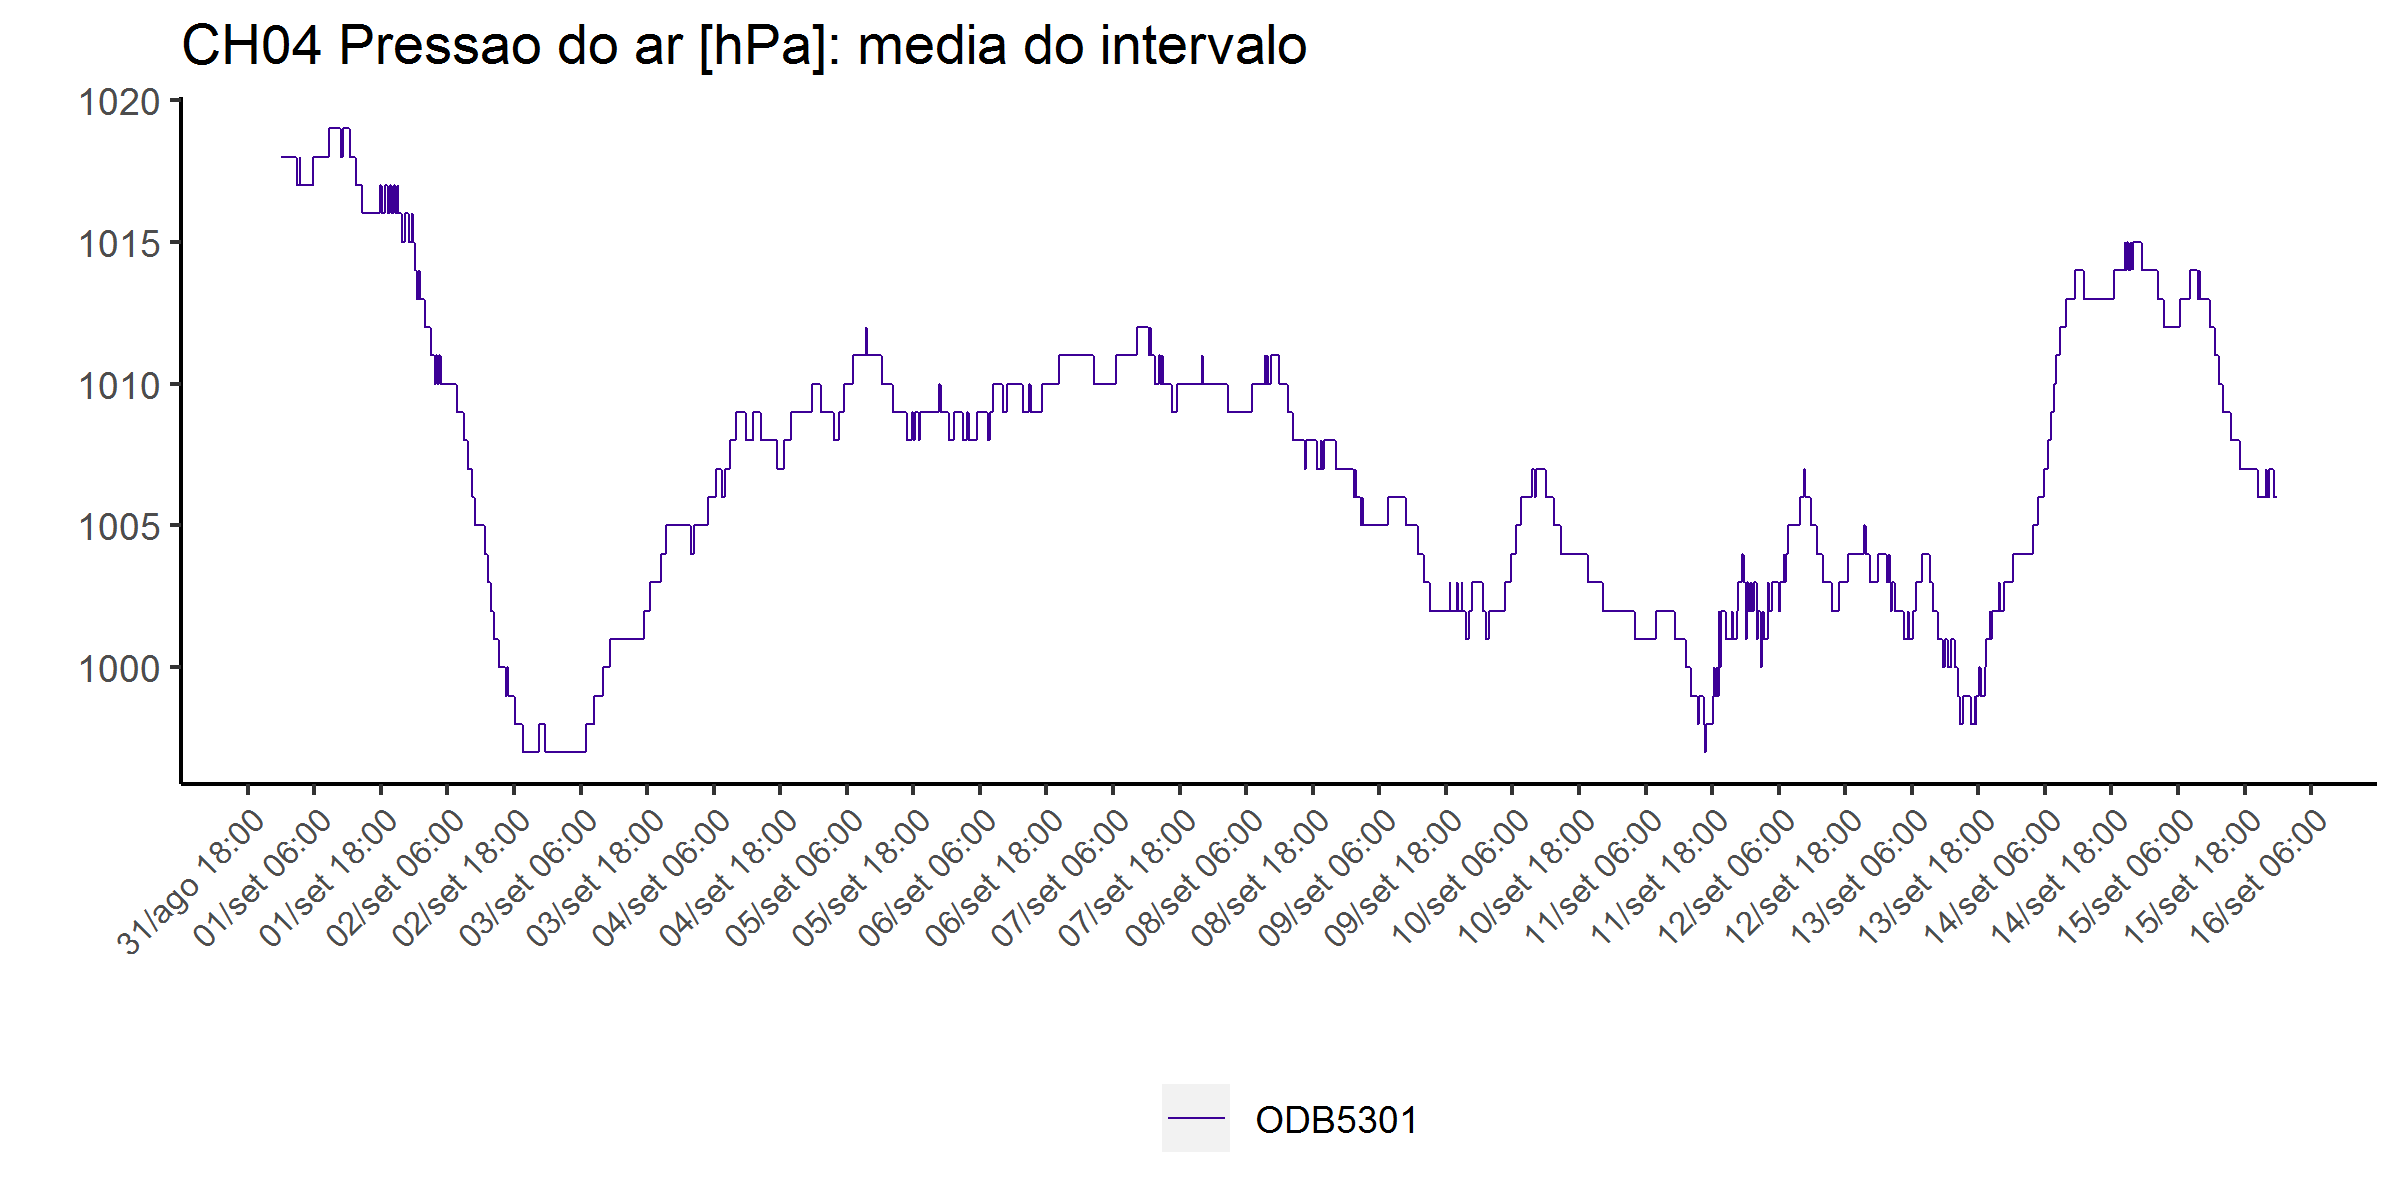 CH04 Pressao do ar [hPa]: media do intervalo
1020
1015
1010
1005
1000
31/ago 18:00
01/set 06:00
01/set 18:00
02/set 06:00
02/set 18:00
03/set 06:00
03/set 18:00
04/set 06:00
04/set 18:00
05/set 06:00
05/set 18:00
06/set 06:00
06/set 18:00
07/set 06:00
07/set 18:00
08/set 06:00
08/set 18:00
09/set 06:00
09/set 18:00
10/set 06:00
10/set 18:00
11/set 06:00
11/set 18:00
12/set 06:00
12/set 18:00
13/set 06:00
13/set 18:00
14/set 06:00
14/set 18:00
15/set 06:00
15/set 18:00
16/set 06:00
ODB5301